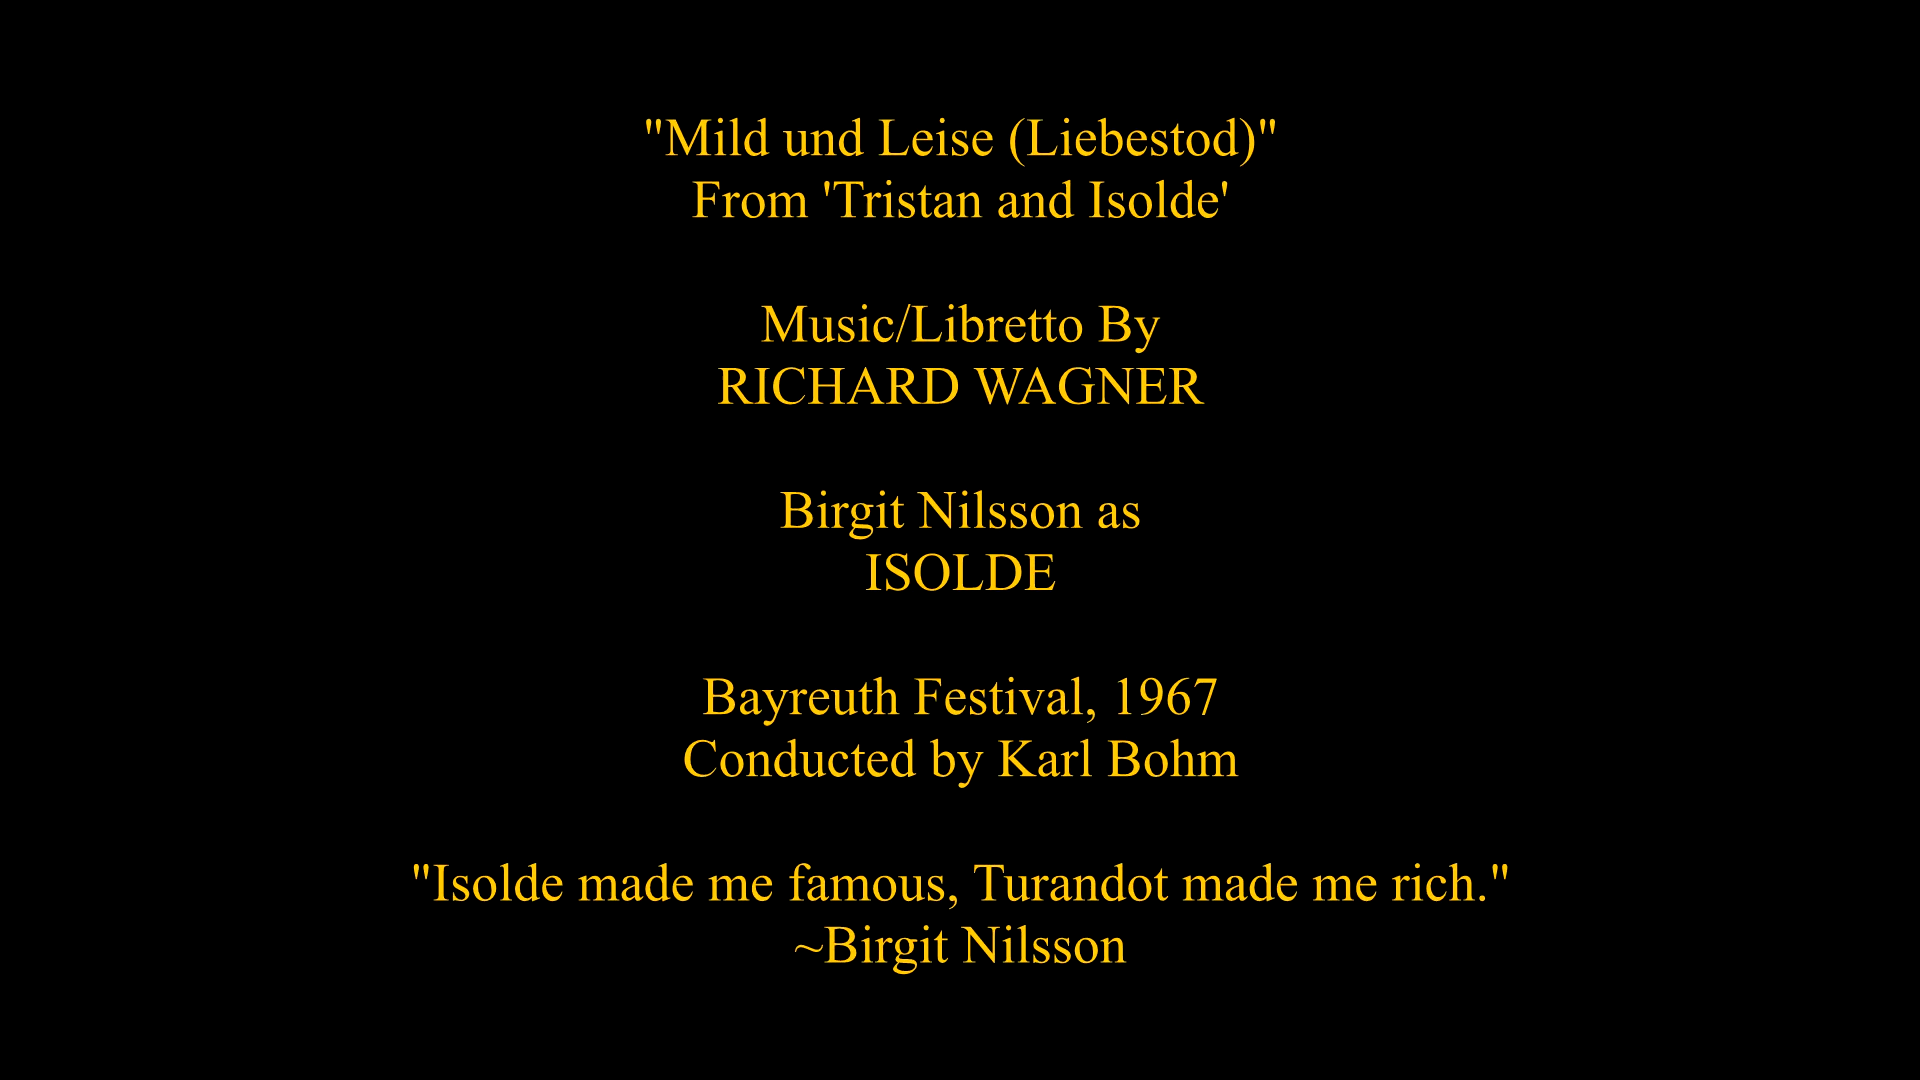 "Mild und Leise (Liebestod)"
From 'Tristan and Isolde'
Music/Libretto By
RICHARD WAGNER
Birgit Nilsson as
ISOLDE
Bayreuth Festival, 1967
Conducted by Karl Bohm
"Isolde made me famous, Turandot made me rich."
~Birgit Nilsson